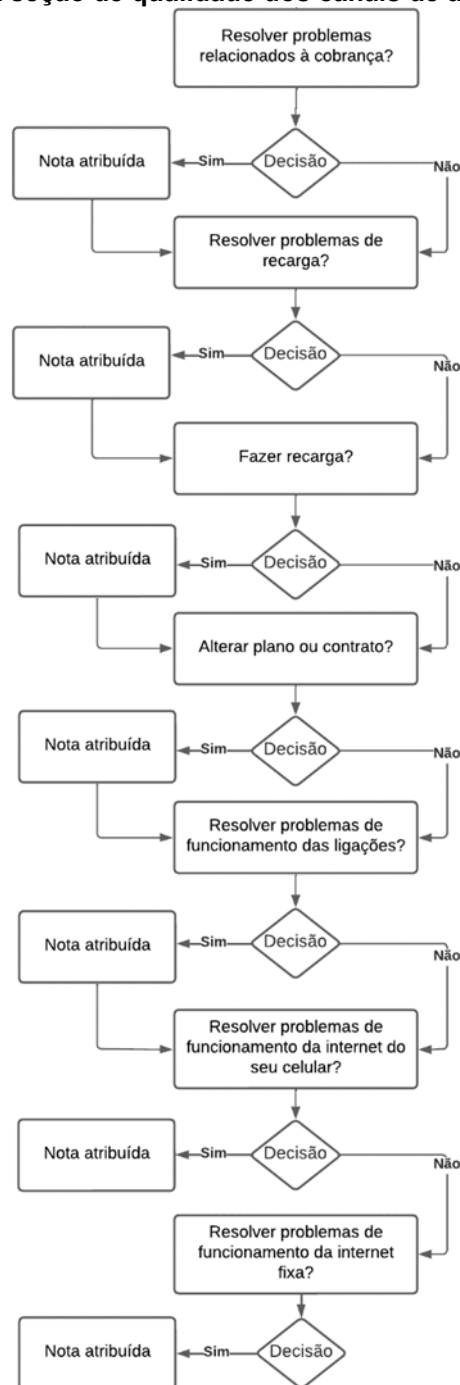 Resolver problemas
relacionados à cobrança?
Nota atribuída
Sim
Decisão
Não
Resolver problemas de
recarga?
Nota atribuída
Sim
Decisão
Não
Fazer recarga?
Nota atribuída
Sim
Decisão
Não
Alterar plano ou contrato?
Nota atribuída
Sim
Decisão
Não
Resolver problemas de
funcionamento das ligações?
Nota atribuída
Sim
Decisão
Não
Resolver problemas de
funcionamento da internet do
seu celular?
Nota atribuída
Sim
Decisão
Não
Resolver problemas de
funcionamento da internet
fixa?
Nota atribuída
Sim
Decisão